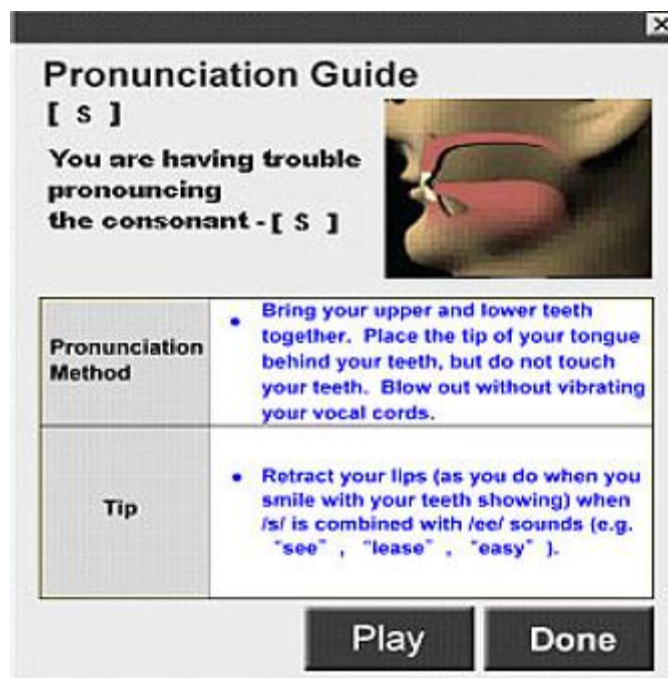 Pronunciation Guide
[ s ]
You are having trouble
pronouncing
the consonant - [ s ]
Pronunciation
Method
• Bring your upper and lower teeth
together. Place the tip of your tongue
behind your teeth, but do not touch
your teeth. Blow out without vibrating
your vocal cords.
Tip
• Retract your lips (as you do when you
smile with your teeth showing) when
/s/ is combined with /ee/ sounds (e.g.
“see” , “lease” , “easy” ).
Play
Done